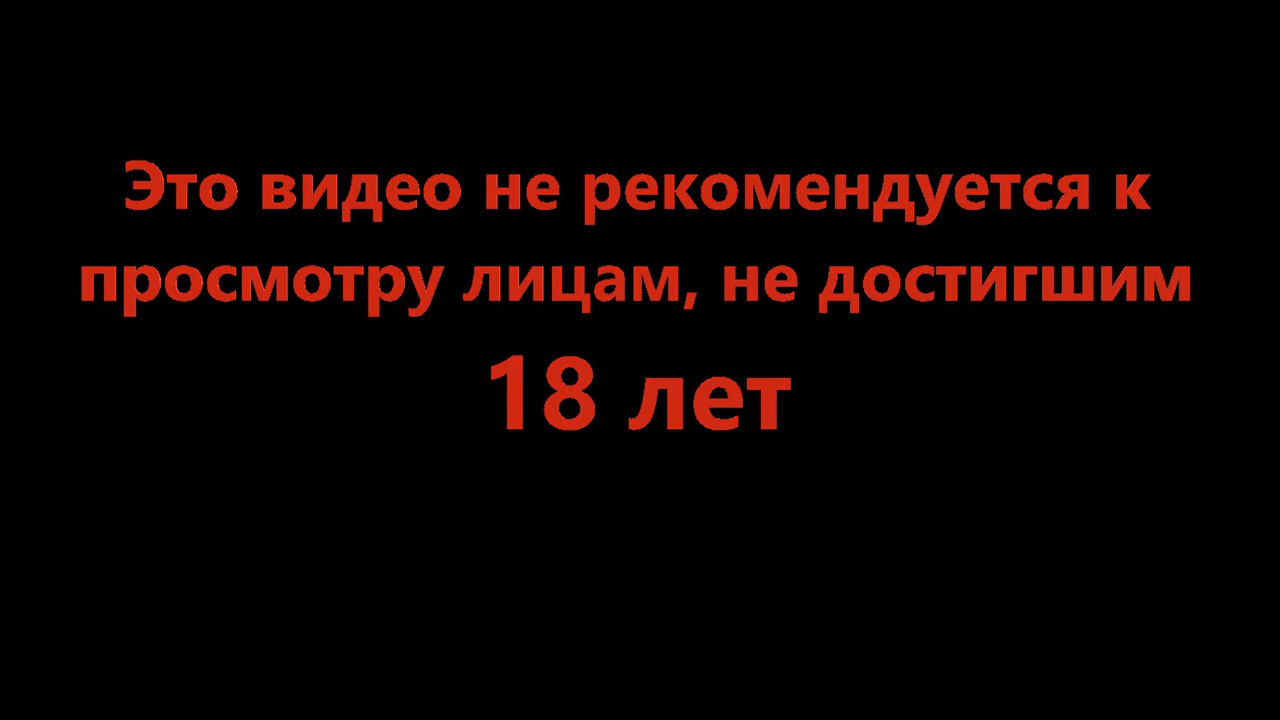 Это видео не рекомендуется к
просмотру лицам, не достигшим
18 лет